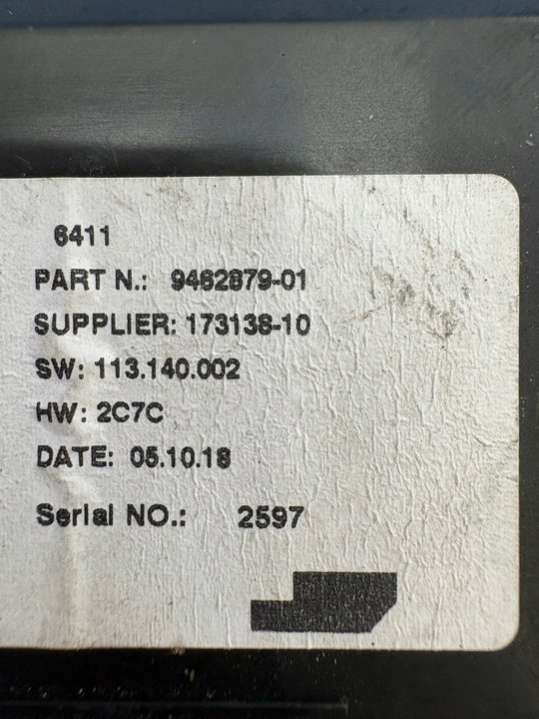 6411
PART N.: 9462879-01
SUPPLIER: 173138-10
SW: 113.140.002
HW: 2C7C
DATE: 05.10.18
Serial NO.: 2597